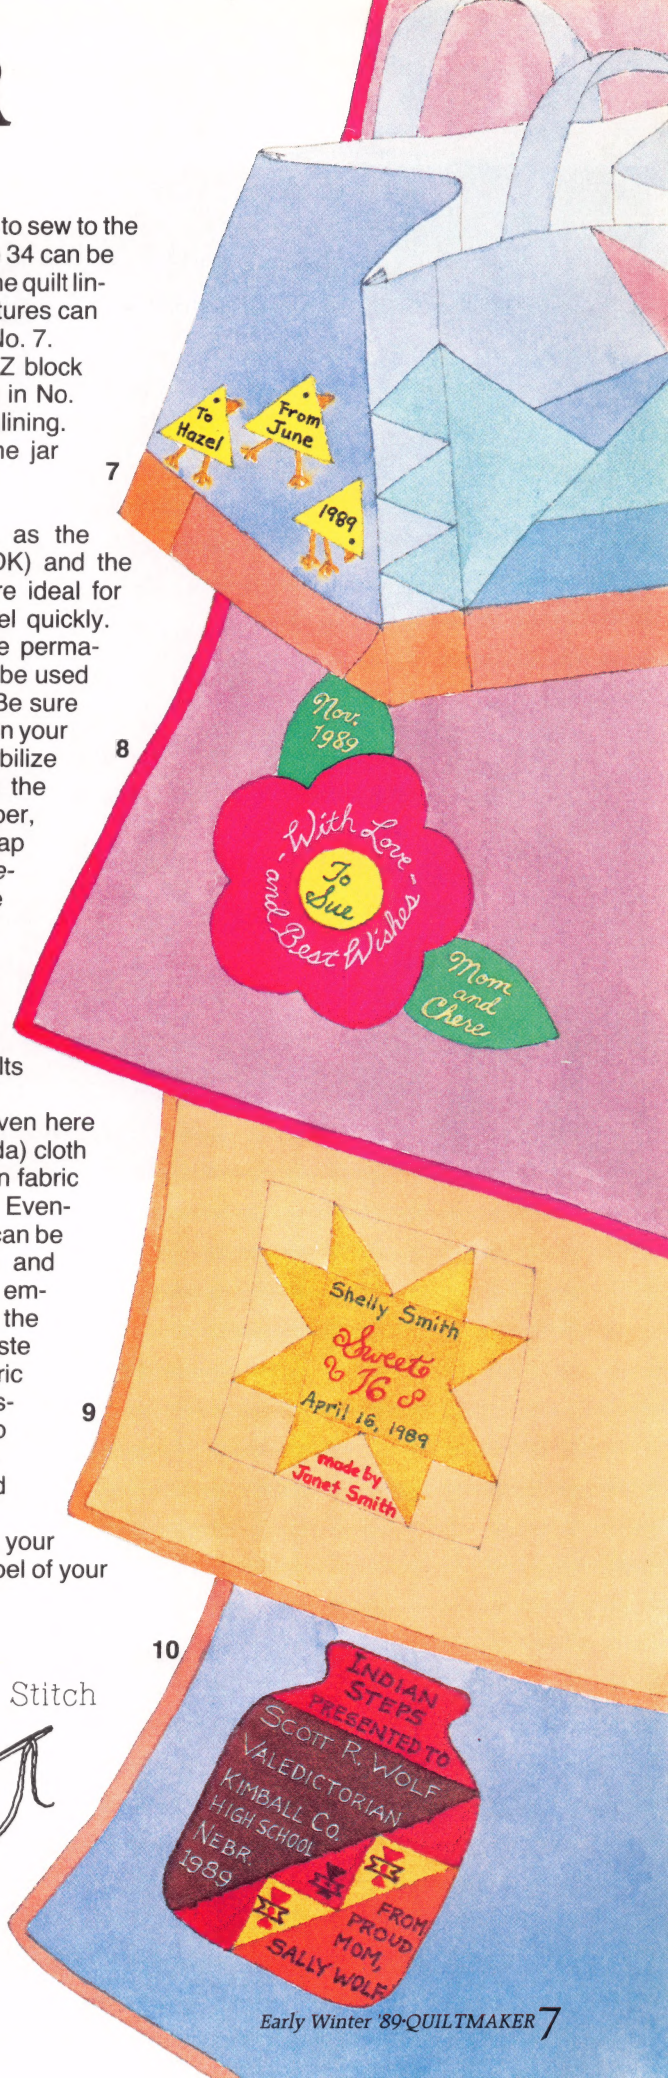 R
to sew to the
34 can be
he quilt lin-
tures can
No. 7.
Z block
in No.
lining.
he jar
7
as the
OK) and the
re ideal for
el quickly.
e perma-
be used
Be sure
n your
bilize
the
per,
ap
e-
e
8
lts
ven here
da) cloth
n fabric
Even-
can be
and
em-
the
ste
ric
s-
o
d
9
your
bel of your
10
Stitch
To
Hazel
From
June
1989
Nov.
1989
-With Love-
and Best Wishes
To
Sue
Mom
and
Chere
Shelly Smith
Sweet
16
April 16, 1989
made by
Janet Smith
INDIAN
STEPS
PRESENTED TO
SCOTT R. WOLF
VALEDICTORIAN
KIMBALL CO.
HIGH SCHOOL
NEBR.
1989
FROM
PROUD
MOM,
SALLY WOLF
Early Winter '89·QUILTMAKER 7